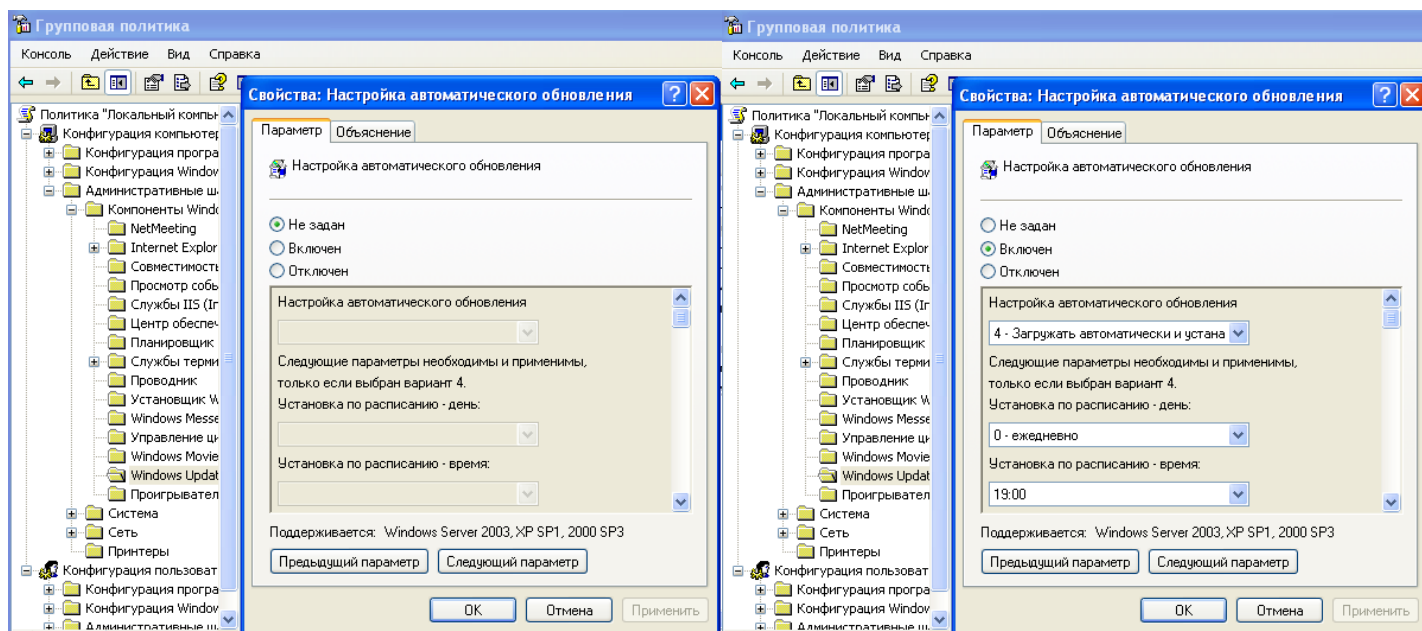 Групповая политика
Консоль Действие Вид Справка
Политика "Локальный компь
Конфигурация компьютер
Конфигурация програ
Конфигурация Window
Административные ш
Компоненты Windo
NetMeeting
Internet Explor
Совместимость
Просмотр собы
Службы IIS (Ir
Центр обеспеч
Планировщик
Службы терми
Проводник
Установщик W
Windows Messe
Управление ци
Windows Movie
Windows Updat
Проигрывател
Система
Сеть
Принтеры
Конфигурация пользоват
Конфигурация програ
Конфигурация Window
Административные ш
Свойства: Настройка автоматического обновления
Параметр Объяснение
Настройка автоматического обновления
Не задан
Включен
Отключен
Настройка автоматического обновления
Следующие параметры необходимы и применимы,
только если выбран вариант 4.
Установка по расписанию - день:
Установка по расписанию - время:
Поддерживается: Windows Server 2003, XP SP1, 2000 SP3
Предыдущий параметр Следующий параметр
OK Отмена Применить
Групповая политика
Консоль Действие Вид Справка
Политика "Локальный компь
Конфигурация компьютер
Конфигурация програ
Конфигурация Window
Административные ш
Компоненты Windo
NetMeeting
Internet Explor
Совместимость
Просмотр собы
Службы IIS (Ir
Центр обеспеч
Планировщик
Службы терми
Проводник
Установщик W
Windows Messe
Управление ци
Windows Movie
Windows Updat
Проигрывател
Система
Сеть
Принтеры
Конфигурация пользоват
Конфигурация програ
Конфигурация Window
Административные ш
Свойства: Настройка автоматического обновления
Параметр Объяснение
Настройка автоматического обновления
Не задан
Включен
Отключен
Настройка автоматического обновления
4 - Загружать автоматически и устана
Следующие параметры необходимы и применимы,
только если выбран вариант 4.
Установка по расписанию - день:
0 - ежедневно
Установка по расписанию - время:
19:00
Поддерживается: Windows Server 2003, XP SP1, 2000 SP3
Предыдущий параметр Следующий параметр
OK Отмена Применить